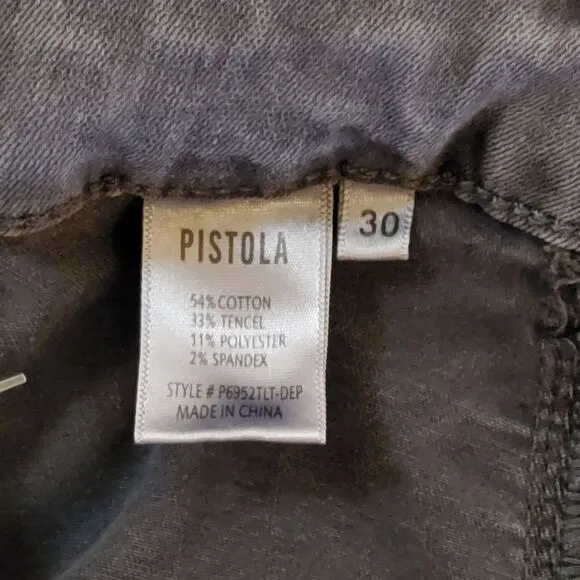 PISTOLA
30
54% COTTON
33% TENCEL
11% POLYESTER
2% SPANDEX
STYLE # P6952TLT-DEP
MADE IN CHINA